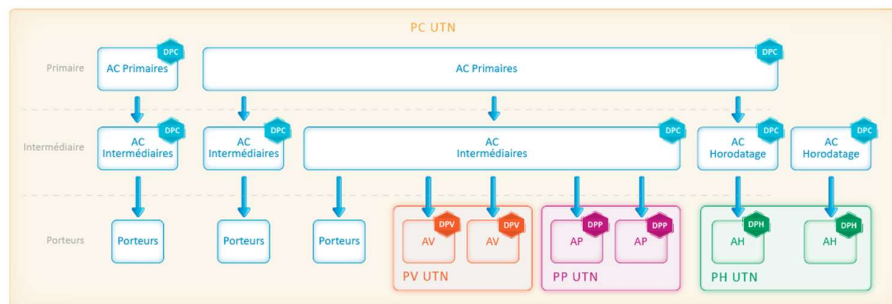 PC UTN
Primaire
AC Primaires
DPC
AC Primaires
DPC
Intermédiaire
AC
Intermédiaires
DPC
AC
Intermédiaires
DPC
AC
Intermédiaires
DPC
AC
Horodatage
DPC
AC
Horodatage
DPC
Porteurs
Porteurs
Porteurs
Porteurs
AV
DPV
AV
DPV
PV UTN
AP
DPP
AP
DPP
PP UTN
AH
DPH
AH
DPH
PH UTN